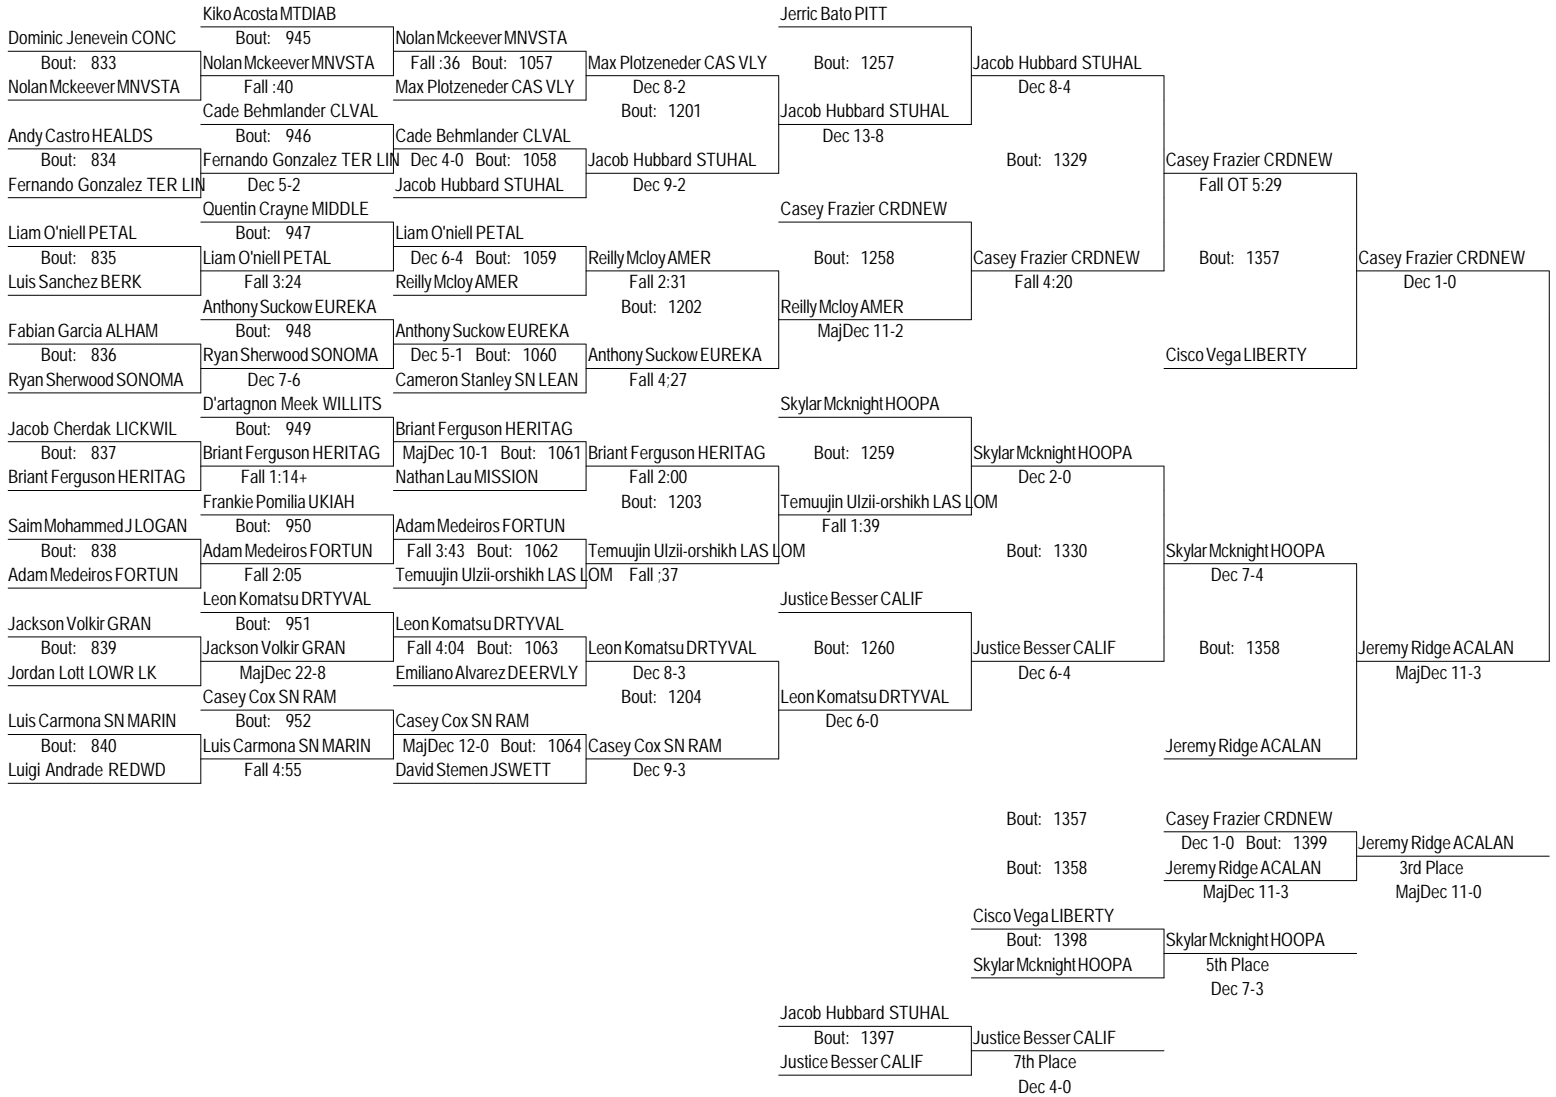 Kiko Acosta MTDIAB Jerric Bato PITT
Dominic Jenevein CONC Bout: 945 Nolan Mckeever MNVSTA
Bout: 833 Nolan Mckeever MNVSTA Fall :36 Bout: 1057 Max Plotzeneder CAS VLY Bout: 1257 Jacob Hubbard STUHAL
Nolan Mckeever MNVSTA Fall :40 Max Plotzeneder CAS VLY Dec 8-2 Dec 8-4
Cade Behmlander CLVAL Bout: 1201 Jacob Hubbard STUHAL
Andy Castro HEALDS Bout: 946 Cade Behmlander CLVAL Dec 13-8
Bout: 834 Fernando Gonzalez TER LIN Dec 4-0 Bout: 1058 Jacob Hubbard STUHAL Bout: 1329 Casey Frazier CRDNEW
Fernando Gonzalez TER LIN Dec 5-2 Jacob Hubbard STUHAL Dec 9-2 Fall OT 5:29
Quentin Crayne MIDDLE Casey Frazier CRDNEW
Liam O'niell PETAL Bout: 947 Liam O'niell PETAL
Bout: 835 Liam O'niell PETAL Dec 6-4 Bout: 1059 Reilly Mcloy AMER Bout: 1258 Casey Frazier CRDNEW Bout: 1357 Casey Frazier CRDNEW
Luis Sanchez BERK Fall 3:24 Reilly Mcloy AMER Fall 2:31 Fall 4:20 Dec 1-0
Anthony Suckow EUREKA Bout: 1202 Reilly Mcloy AMER
Fabian Garcia ALHAM Bout: 948 Anthony Suckow EUREKA MajDec 11-2
Bout: 836 Ryan Sherwood SONOMA Dec 5-1 Bout: 1060 Anthony Suckow EUREKA Cisco Vega LIBERTY
Ryan Sherwood SONOMA Dec 7-6 Cameron Stanley SN LEAN Fall 4;27
D'artagnon Meek WILLITS Skylar Mcknight HOOPA
Jacob Cherdak LICKWIL Bout: 949 Briant Ferguson HERITAG
Bout: 837 Briant Ferguson HERITAG MajDec 10-1 Bout: 1061 Briant Ferguson HERITAG Bout: 1259 Skylar Mcknight HOOPA
Briant Ferguson HERITAG Fall 1:14+ Nathan Lau MISSION Fall 2:00 Dec 2-0
Frankie Pomilia UKIAH Bout: 1203 Temuujin Ulzii-orshikh LAS LOM
Saim Mohammed J LOGAN Bout: 950 Adam Medeiros FORTUN Fall 1:39
Bout: 838 Adam Medeiros FORTUN Fall 3:43 Bout: 1062 Temuujin Ulzii-orshikh LAS LOM Bout: 1330 Skylar Mcknight HOOPA
Adam Medeiros FORTUN Fall 2:05 Temuujin Ulzii-orshikh LAS LOM Fall ;37 Dec 7-4
Leon Komatsu DRTYVAL Justice Besser CALIF
Jackson Volkir GRAN Bout: 951 Leon Komatsu DRTYVAL
Bout: 839 Jackson Volkir GRAN Fall 4:04 Bout: 1063 Leon Komatsu DRTYVAL Bout: 1260 Justice Besser CALIF Bout: 1358 Jeremy Ridge ACALAN
Jordan Lott LOWR LK MajDec 22-8 Emiliano Alvarez DEERVLY Dec 8-3 Dec 6-4 MajDec 11-3
Casey Cox SN RAM Bout: 1204 Leon Komatsu DRTYVAL
Luis Carmona SN MARIN Bout: 952 Casey Cox SN RAM Dec 6-0
Bout: 840 Luis Carmona SN MARIN MajDec 12-0 Bout: 1064 Casey Cox SN RAM Jeremy Ridge ACALAN
Luigi Andrade REDWD Fall 4:55 David Stemen JSWETT Dec 9-3
Bout: 1357 Casey Frazier CRDNEW
Dec 1-0 Bout: 1399 Jeremy Ridge ACALAN
Bout: 1358 Jeremy Ridge ACALAN 3rd Place
MajDec 11-3 MajDec 11-0
Cisco Vega LIBERTY
Bout: 1398 Skylar Mcknight HOOPA
Skylar Mcknight HOOPA 5th Place
Dec 7-3
Jacob Hubbard STUHAL
Bout: 1397 Justice Besser CALIF
Justice Besser CALIF 7th Place
Dec 4-0